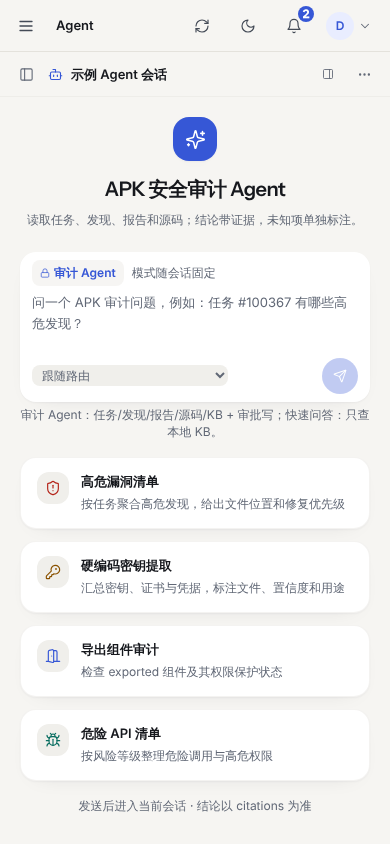 Agent
2
D
示例 Agent 会话
APK 安全审计 Agent
读取任务、发现、报告和源码；结论带证据，未知项单独标注。
审计 Agent 模式随会话固定
问一个 APK 审计问题，例如：任务 #100367 有哪些高
危发现？
跟随路由
审计 Agent：任务/发现/报告/源码/KB + 审批写；快速问答：只查
本地 KB。
高危漏洞清单
按任务聚合高危发现，给出文件位置和修复优先级
硬编码密钥提取
汇总密钥、证书与凭据，标注文件、置信度和用途
导出组件审计
检查 exported 组件及其权限保护状态
危险 API 清单
按风险等级整理危险调用与高危权限
发送后进入当前会话 · 结论以 citations 为准